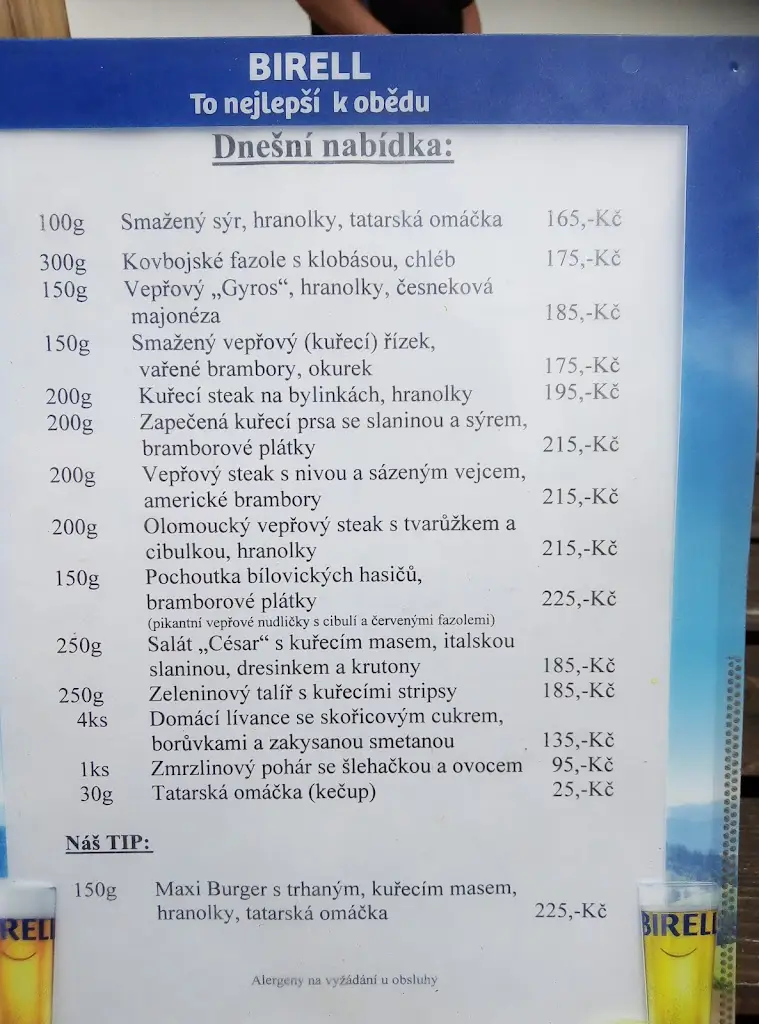 BIRELL
To nejlepší k obědu
Dnešní nabídka:
100g Smažený sýr, hranolky, tatarská omáčka 165,-Kč
300g Kovbojské fazole s klobásou, chléb 175,-Kč
150g Vepřový „Gyros“, hranolky, česneková
majonéza 185,-Kč
150g Smažený vepřový (kuřecí) řízek,
vařené brambory, okurek 175,-Kč
200g Kuřecí steak na bylinkách, hranolky 195,-Kč
200g Zapečená kuřecí prsa se slaninou a sýrem,
bramborové plátky 215,-Kč
200g Vepřový steak s nivou a sázeným vejcem,
americké brambory 215,-Kč
200g Olomoucký vepřový steak s tvarůžkem a
cibulkou, hranolky 215,-Kč
150g Pochoutka bílovických hasičů,
bramborové plátky 225,-Kč
(pikantní vepřové nudličky s cibulí a červenými fazolemi)
250g Salát „César“ s kuřecím masem, italskou
slaninou, dresinkem a krutony 185,-Kč
250g Zeleninový talíř s kuřecími stripsy 185,-Kč
4ks Domácí lívance se skořicovým cukrem,
borůvkami a zakysanou smetanou 135,-Kč
1ks Zmrzlinový pohár se šlehačkou a ovocem 95,-Kč
30g Tatarská omáčka (kečup) 25,-Kč
Náš TIP:
150g Maxi Burger s trhaným, kuřecím masem,
hranolky, tatarská omáčka 225,-Kč
RELL
BIRELL
Alergeny na vyžádání u obsluhy